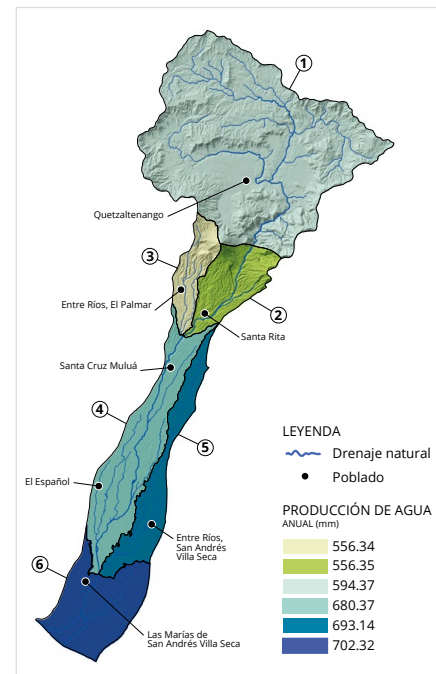 1
Quetzaltenango
3
Entre Ríos, El Palmar
2
Santa Rita
Santa Cruz Muluá
4
5
El Español
Entre Ríos,
San Andrés
Villa Seca
6
Las Marías de
San Andrés Villa Seca
LEYENDA
Drenaje natural
Poblado
PRODUCCIÓN DE AGUA
ANUAL (mm)
556.34
556.35
594.37
680.37
693.14
702.32